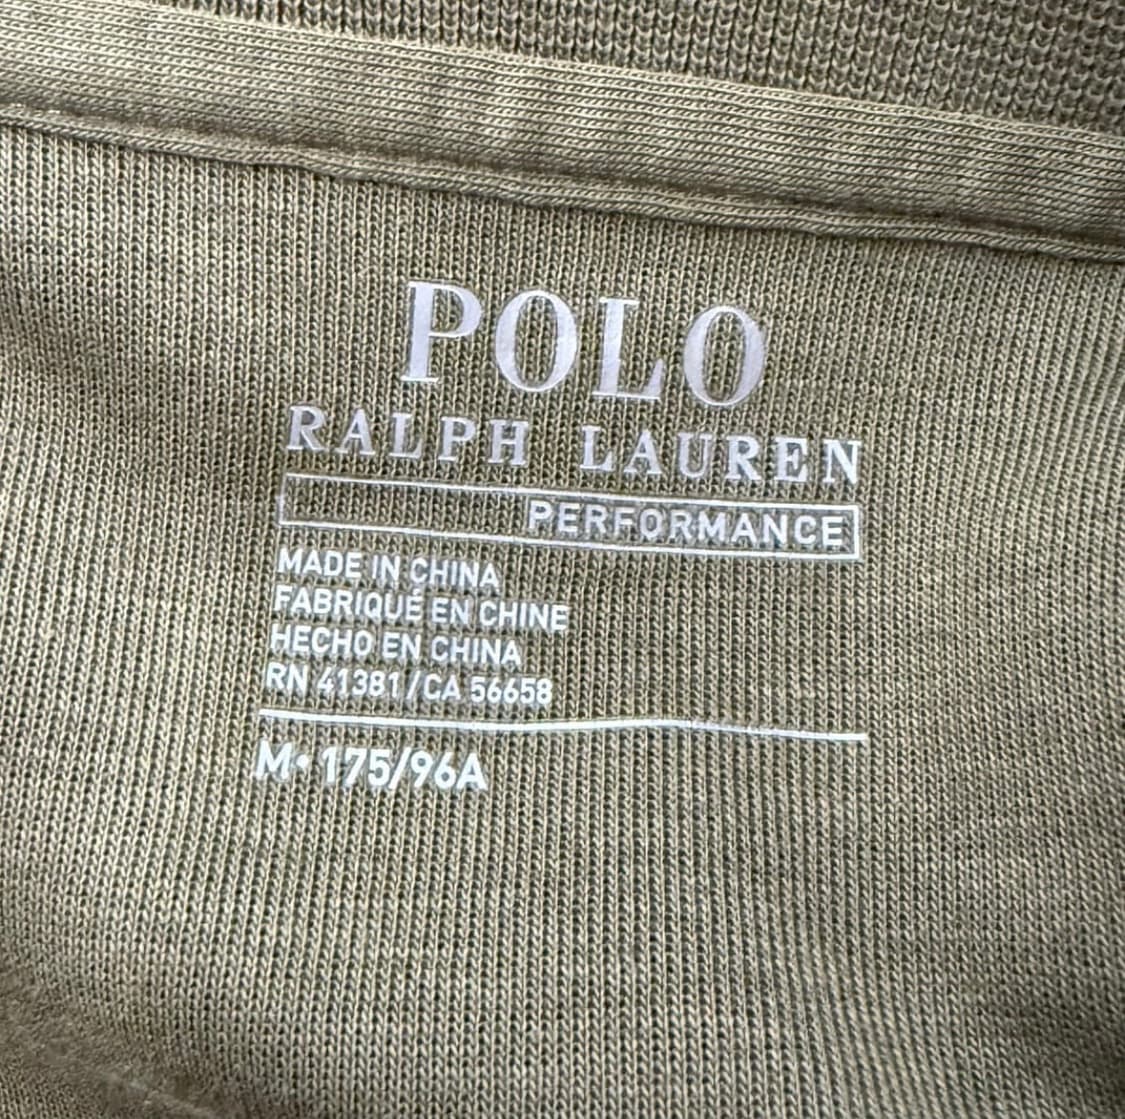 POLO
RALPH LAUREN
PERFORMANCE
MADE IN CHINA
FABRIQUÉ EN CHINE
HECHO EN CHINA
RN 41381/CA 56658
M• 175/96A